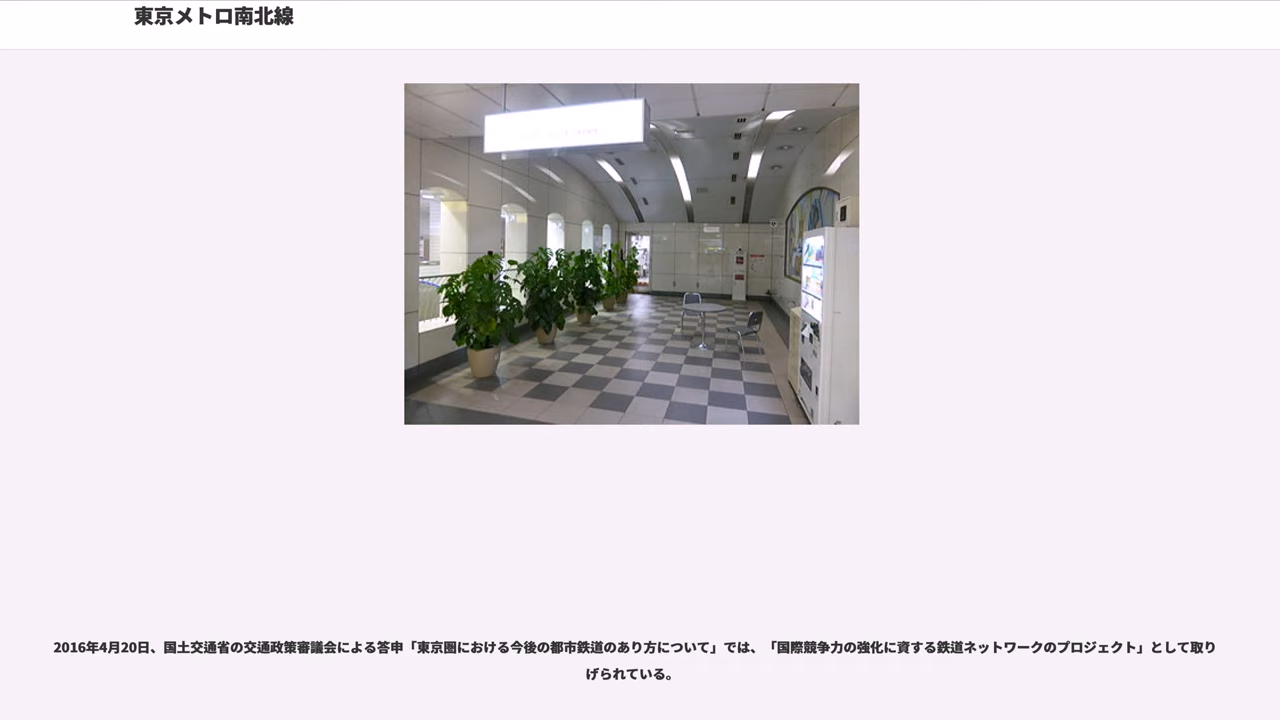 東京メトロ南北線
2016年4月20日、国土交通省の交通政策審議会による答申「東京圏における今後の都市鉄道のあり方について」では、「国際競争力の強化に資する鉄道ネットワークのプロジェクト」として取り
げられている。